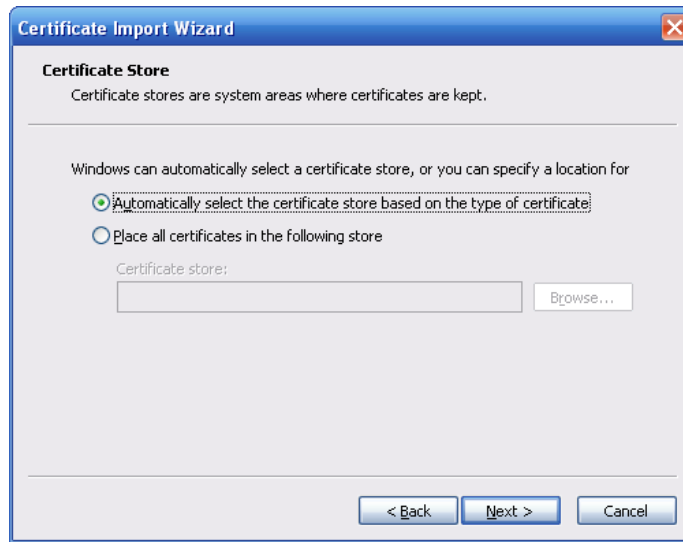 Certificate Import Wizard
Certificate Store
Certificate stores are system areas where certificates are kept.
Windows can automatically select a certificate store, or you can specify a location for
Automatically select the certificate store based on the type of certificate
Place all certificates in the following store
Certificate store:
Browse...
< Back Next > Cancel